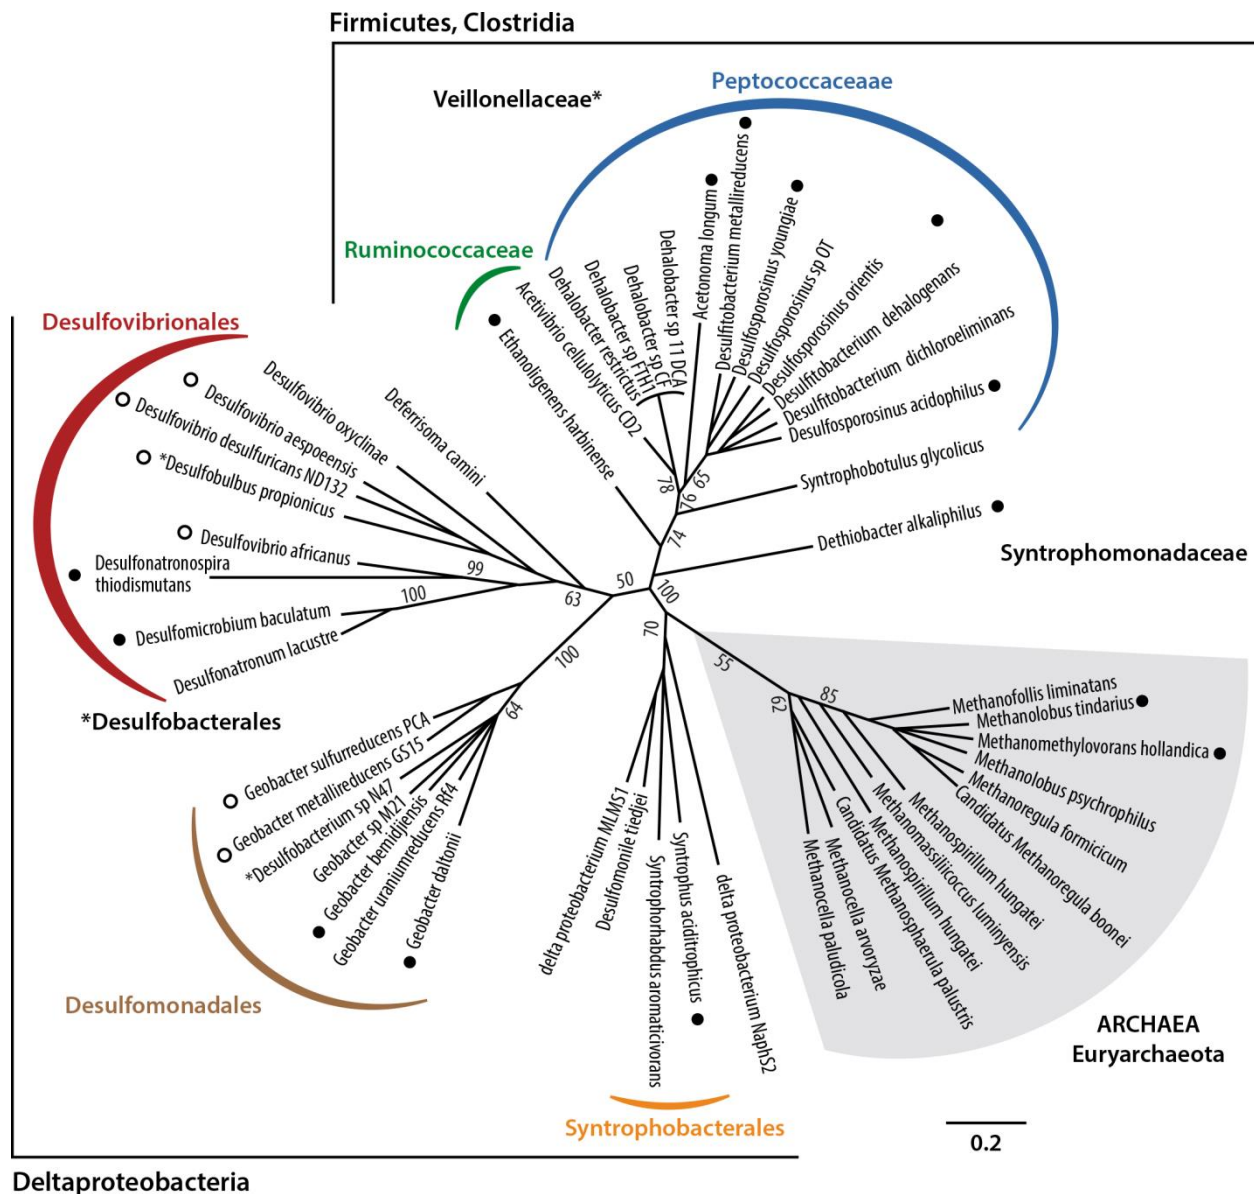 Firmicutes, Clostridia
Peptococcaceaae
Veillonellaceae*
Ruminococcaceae
Desulfovibrionales
Ethanoligenens harbinense
Acetivibrio cellulolyticus CD2
Dehalobacter restrictus
Dehalobacter sp FTH1
Dehalobacter sp CF
Dehalobacter sp 11 DCA
Acetonoma longum
Desulfitobacterium metallireducens
Desulfosporosinus youngiae
Desulfosporosinus sp OT
Desulfosporosinus orientis
Desulfitobacterium dehalogenans
Desulfitobacterium dichloroeliminans
Desulfosporosinus acidophilus
Syntrophobotulus glycolicus
Dethiobacter alkaliphilus
Syntrophomonadaceae
78
76
65
74
100
50
63
99
100
100
64
70
55
62
85
Deferrisoma camini
Desulfovibrio oxyclinae
Desulfovibrio aespoeensis
Desulfovibrio desulfuricans ND132
*Desulfobulbus propionicus
Desulfovibrio africanus
Desulfonatronospira
thiodismutans
Desulfomicrobium baculatum
Desulfonatronum lacustre
*Desulfobacterales
Geobacter sulfurreducens PCA
Geobacter metallireducens GS15
*Desulfobacterium sp N47
Geobacter sp M21
Geobacter bemidjiensis
Geobacter uraniumreducens Rf4
Geobacter daltonii
Desulfomonadales
delta proteobacterium MLMS1
Desulfomonile tiedjei
Syntrophorhabdus aromaticivorans
Syntrophus aciditrophicus
delta proteobacterium NaphS2
Syntrophobacterales
Methanofollis liminatans
Methanolobus tindarius
Methanomethylovorans hollandica
Methanolobus psychrophilus
Methanoregula formicicum
Candidatus Methanoregula boonei
Methanospirillum hungatei
Methanomassiliicoccus luminyensis
Methanospirillum hungatei
Candidatus Methanosphaerula palustris
Methanocella arvoryzae
Methanocella paludicola
ARCHAEA
Euryarchaeota
0.2
Deltaproteobacteria